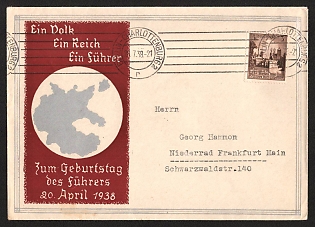 Ein Volk
Ein Reich
Ein Führer
Zum Geburtstag
des Führers
20. April 1938
CHARLOTTENBURG
Herrn
Georg Hammon
Niederrad Frankfurt Main
Schwarzwaldstr.140